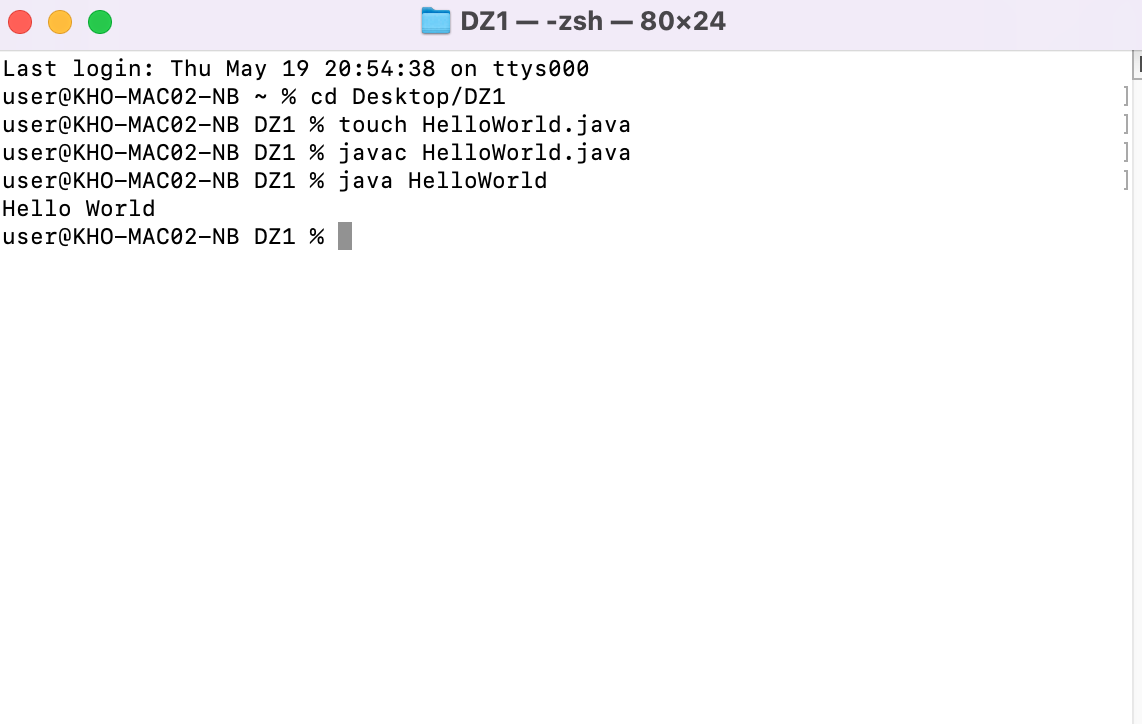 DZ1 — -zsh — 80×24
Last login: Thu May 19 20:54:38 on ttys000
user@KHO-MAC02-NB ~ % cd Desktop/DZ1
user@KHO-MAC02-NB DZ1 % touch HelloWorld.java
user@KHO-MAC02-NB DZ1 % javac HelloWorld.java
user@KHO-MAC02-NB DZ1 % java HelloWorld
Hello World
user@KHO-MAC02-NB DZ1 %